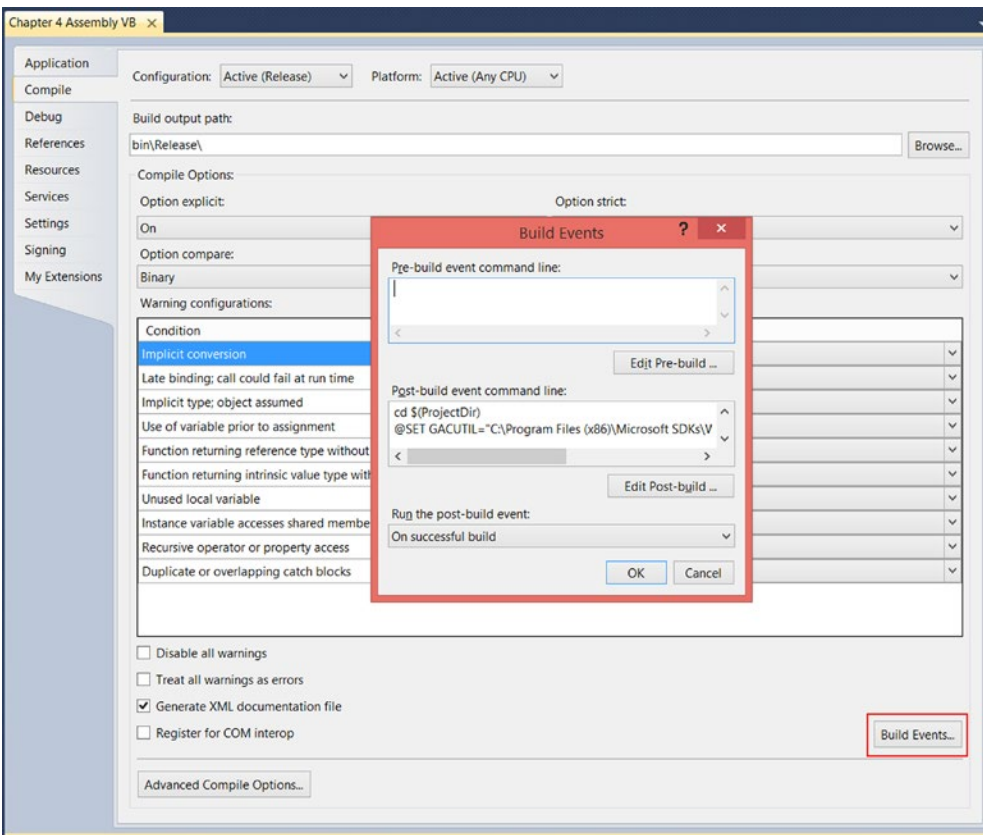 Chapter 4 Assembly VB
Application
Compile
Debug
References
Resources
Services
Settings
Signing
My Extensions
Configuration: Active (Release) Platform: Active (Any CPU)
Build output path:
bin\Release\ Browse...
Compile Options:
Option explicit: Option strict:
On
Option compare:
Binary
Warning configurations:
Condition
Implicit conversion
Late binding; call could fail at run time
Implicit type; object assumed
Use of variable prior to assignment
Function returning reference type without
Function returning intrinsic value type with
Unused local variable
Instance variable accesses shared membe
Recursive operator or property access
Duplicate or overlapping catch blocks
Build Events ?
Pre-build event command line:
Edit Pre-build ...
Post-build event command line:
cd $(ProjectDir)
@SET GACUTIL="C:\Program Files (x86)\Microsoft SDKs\W
Edit Post-build ...
Run the post-build event:
On successful build
OK Cancel
Disable all warnings
Treat all warnings as errors
Generate XML documentation file
Register for COM interop
Build Events...
Advanced Compile Options...